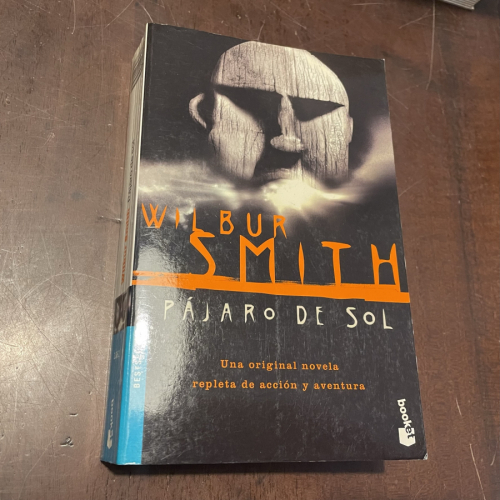 WILBUR
SMITH
PÁJARO DE SOL
Una original novela
repleta de acción y aventura
booket